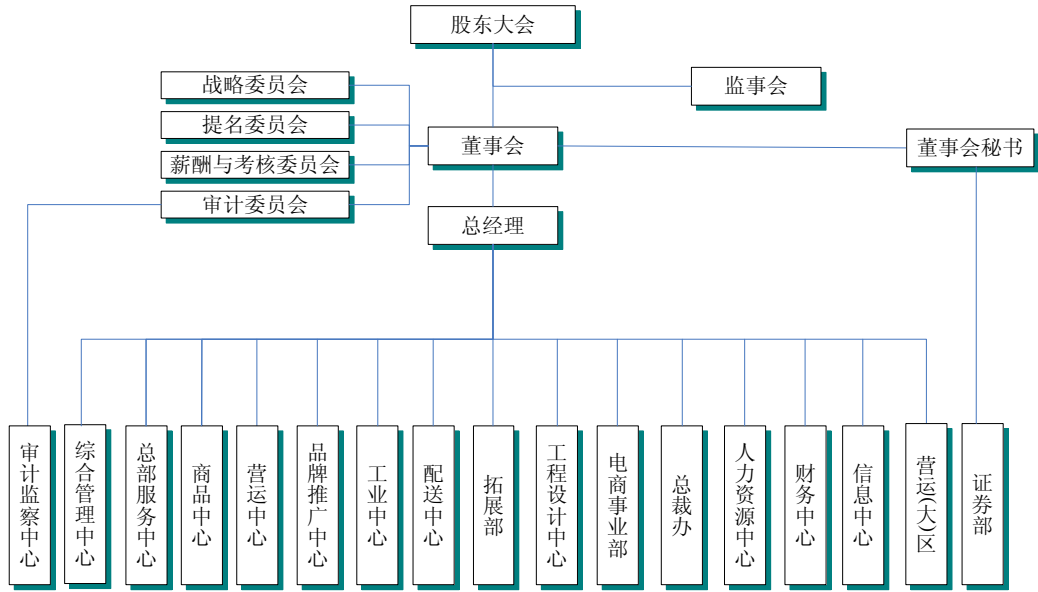 股东大会
监事会
战略委员会
提名委员会
董事会
董事会秘书
薪酬与考核委员会
审计委员会
总经理
审计监察中心
综合管理中心
总部服务中心
商品中心
营运中心
品牌推广中心
工业中心
配送中心
拓展部
工程设计中心
电商事业部
总裁办
人力资源中心
财务中心
信息中心
营运(大)区
证券部